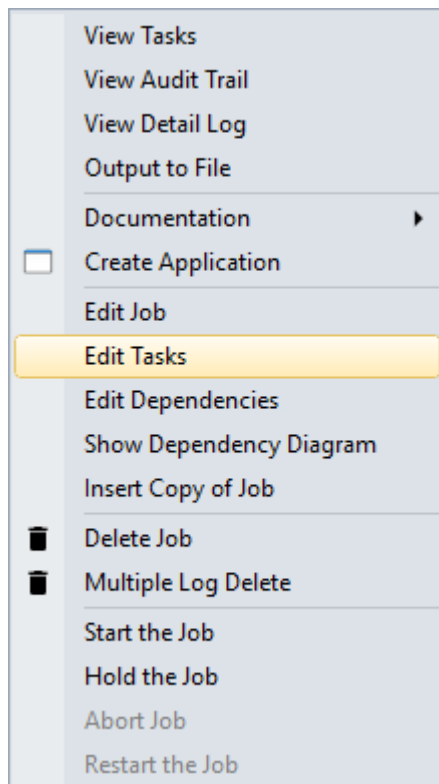 View Tasks
View Audit Trail
View Detail Log
Output to File
Documentation
Create Application
Edit Job
Edit Tasks
Edit Dependencies
Show Dependency Diagram
Insert Copy of Job
Delete Job
Multiple Log Delete
Start the Job
Hold the Job
Abort Job
Restart the Job